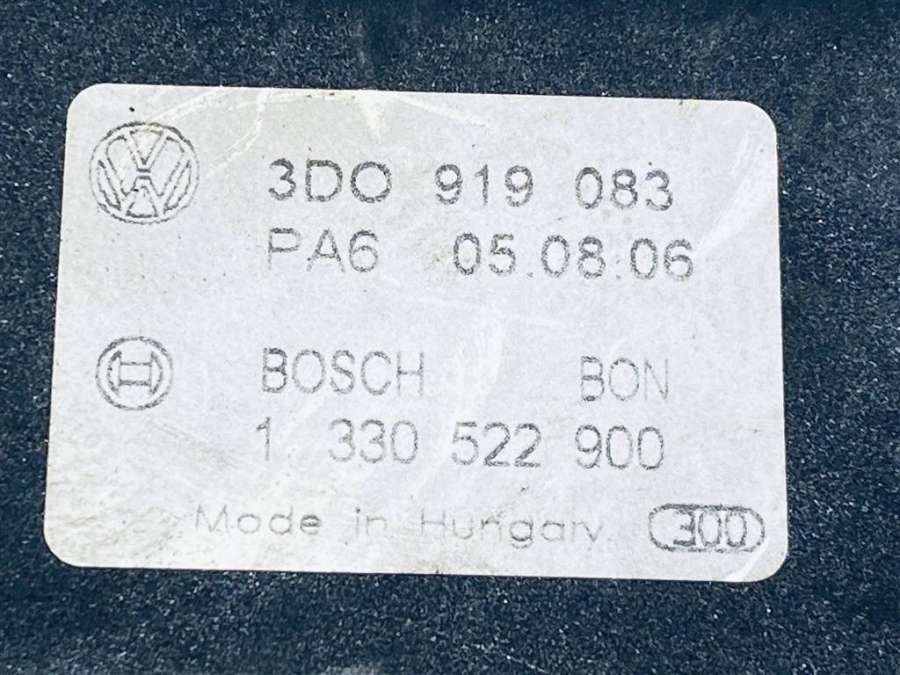 3D0 919 083
PA6 05.08.06
BOSCH BON
1 330 522 900
Made in Hungary 300